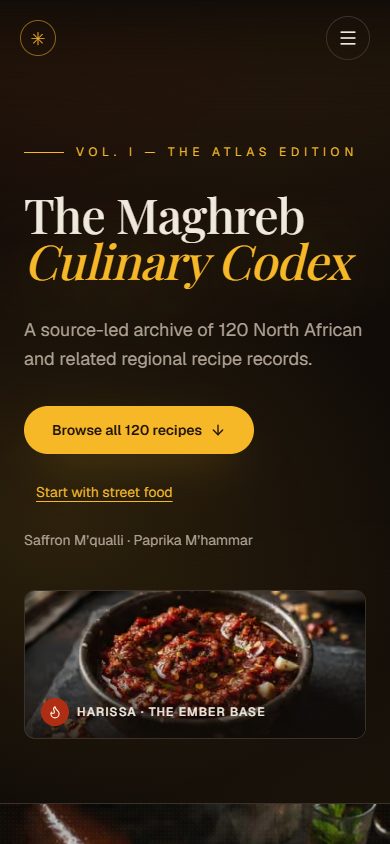 VOL. I — THE ATLAS EDITION
The Maghreb
Culinary Codex
A source-led archive of 120 North African
and related regional recipe records.
Browse all 120 recipes ↓
Start with street food
Saffron M’qualli · Paprika M’hammar
HARISSA · THE EMBER BASE